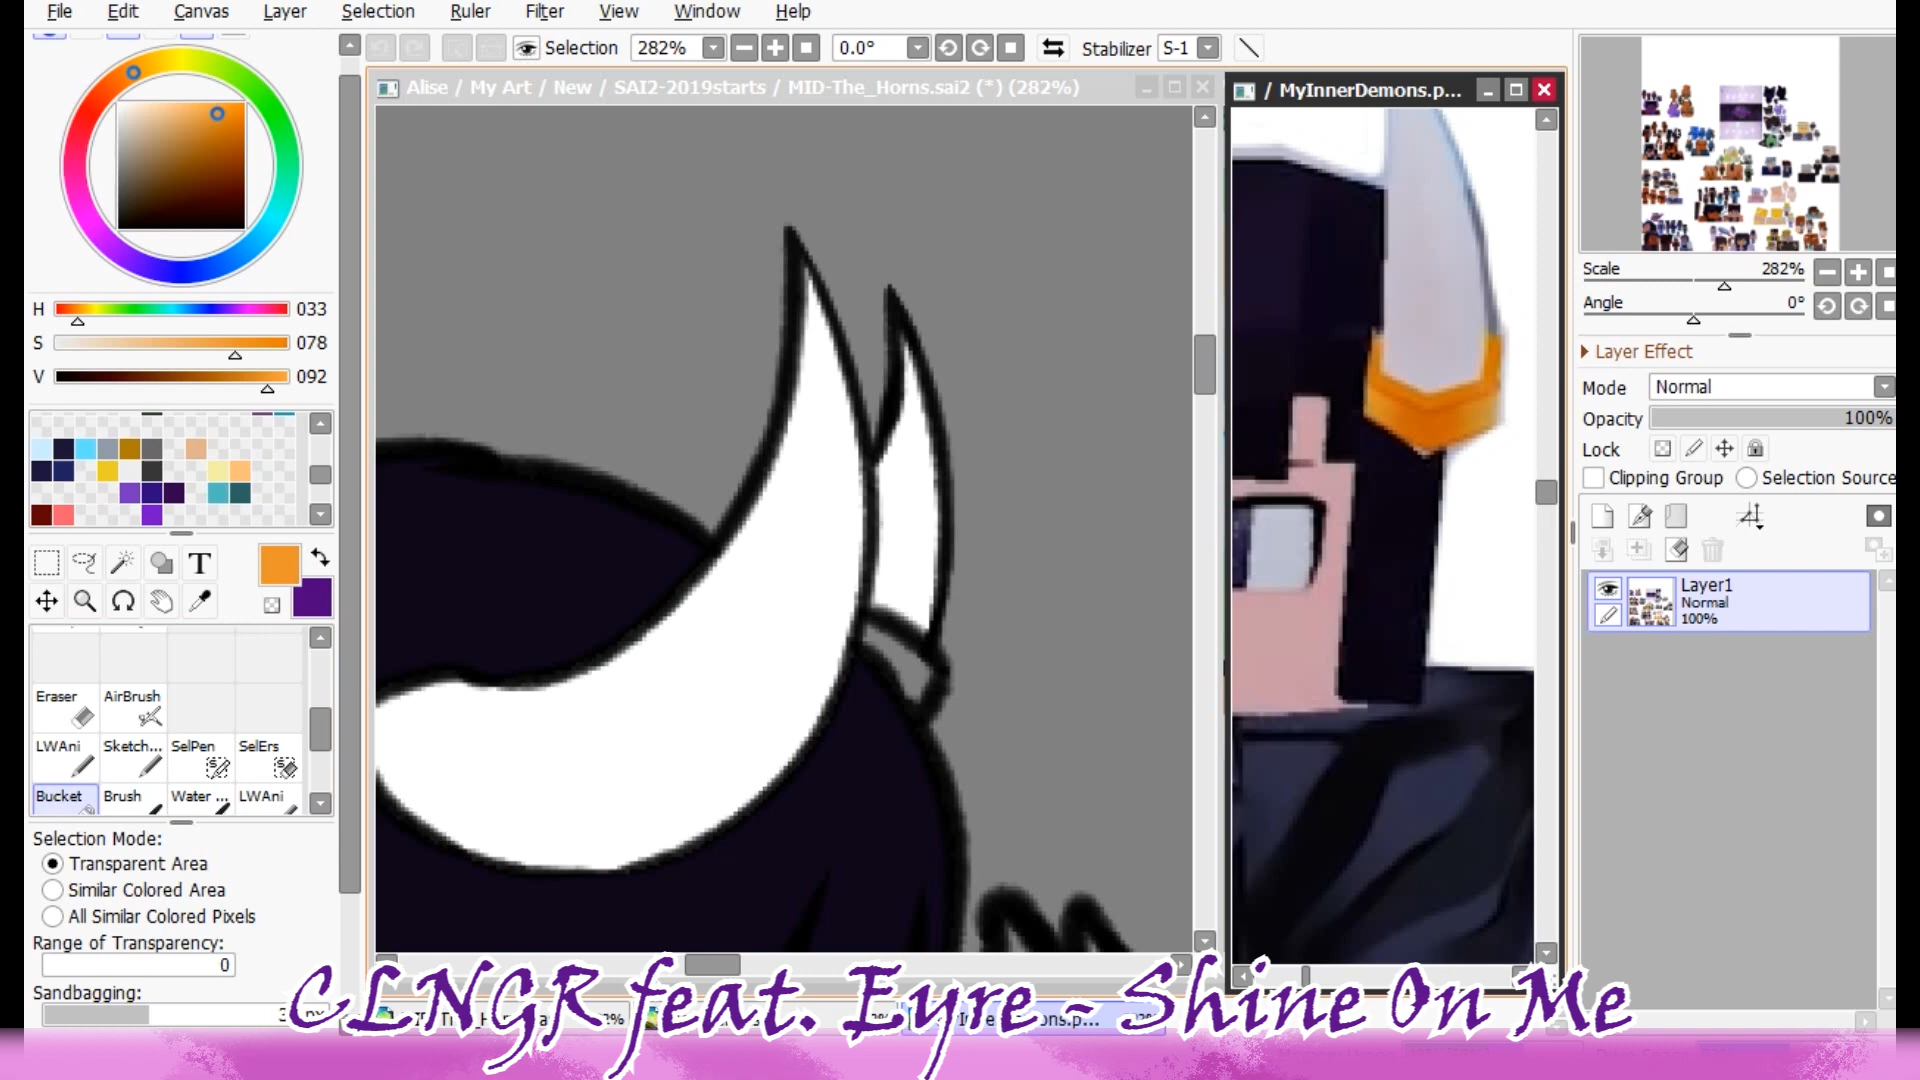 File Edit Canvas Layer Selection Ruler Filter View Window Help
Selection 282% 0.0° Stabilizer S-1
Alise / My Art / New / SAI2-2019starts / MID-The_Horns.sai2 (*) (282%)
/ MyInnerDemons.p...
H 033
S 078
V 092
T
Eraser AirBrush
LWAni Sketch... SelPen SelErs
Bucket Brush Water ... LWAni
Selection Mode:
Transparent Area
Similar Colored Area
All Similar Colored Pixels
Range of Transparency:
0
Sandbagging:
Scale 282%
Angle 0°
Layer Effect
Mode Normal
Opacity 100%
Lock
Clipping Group Selection Source
Layer1
Normal
100%
CLNGR feat. Eyre - Shine On Me